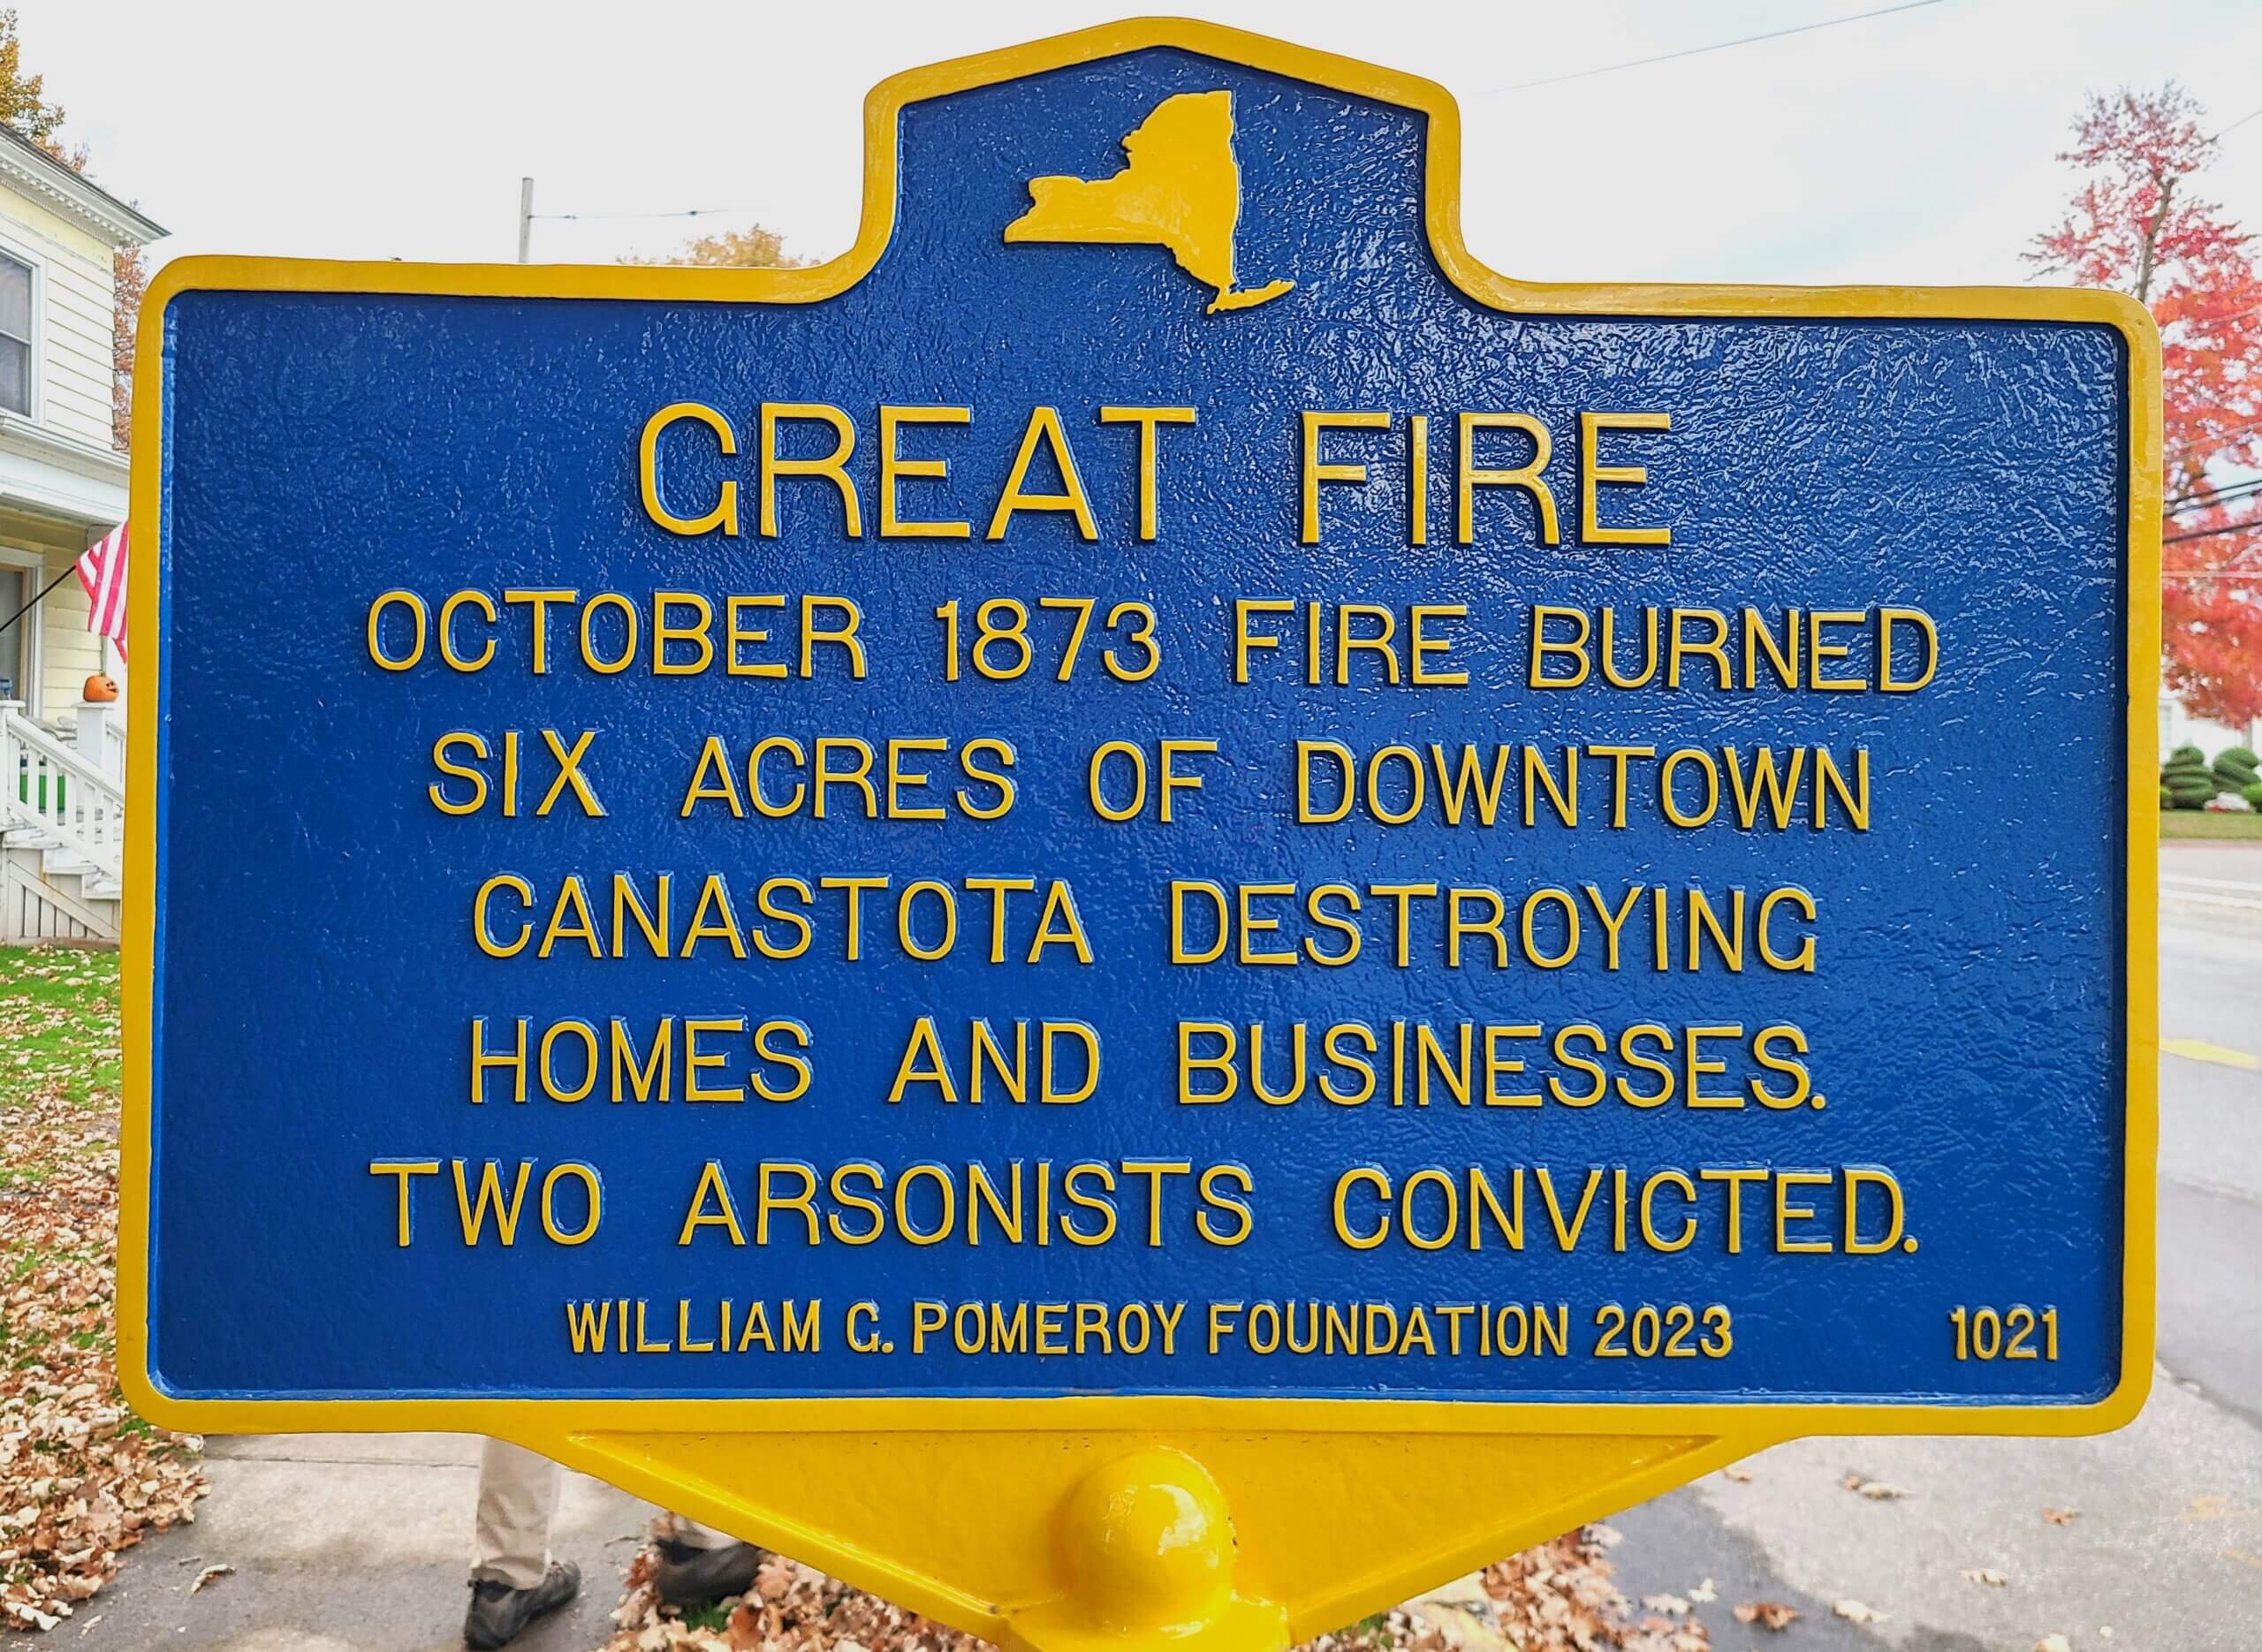 GREAT FIRE
OCTOBER 1873 FIRE BURNED
SIX ACRES OF DOWNTOWN
CANASTOTA DESTROYING
HOMES AND BUSINESSES.
TWO ARSONISTS CONVICTED.
WILLIAM G. POMEROY FOUNDATION 2023 1021